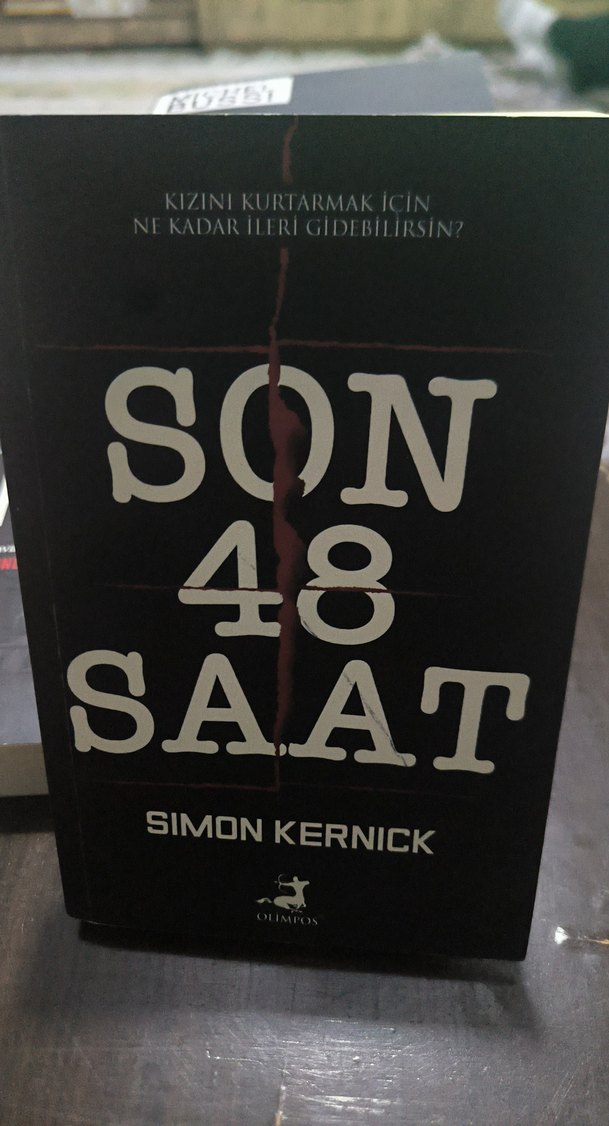 KIZINI KURTARMAK İÇİN
NE KADAR İLERİ GİDEBİLİRSİN?
SON
48
SAAT
SIMON KERNICK
OLIMPOS